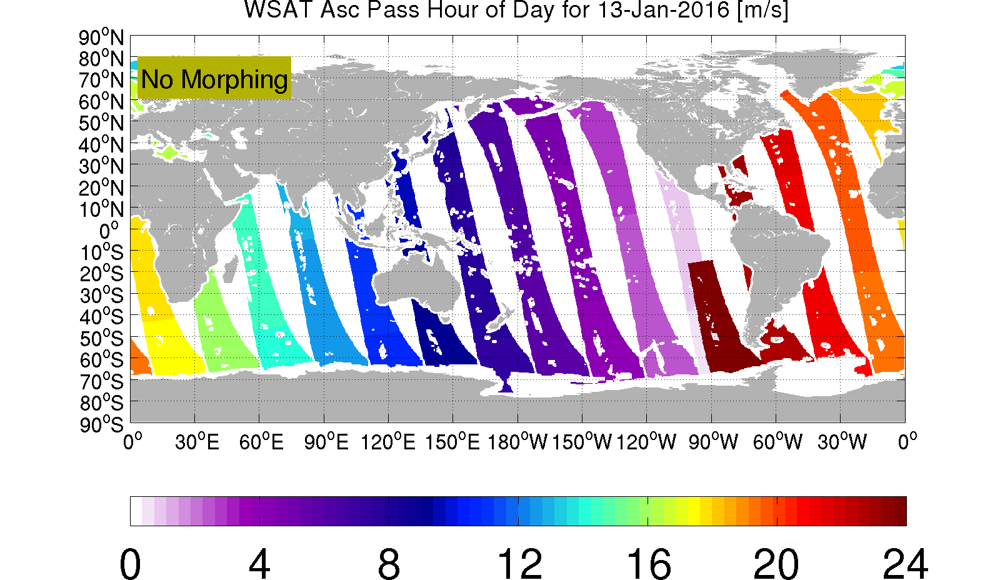 WSAT Asc Pass Hour of Day for 13-Jan-2016 [m/s]
90°N
80°N
No Morphing
70°N
60°N
50°N
40°N
30°N
20°N
10°N
0°
10°S
20°S
30°S
40°S
50°S
60°S
70°S
80°S
90°S
0° 30°E 60°E 90°E 120°E 150°E 180°W 150°W 120°W 90°W 60°W 30°W 0°
0 4 8 12 16 20 24